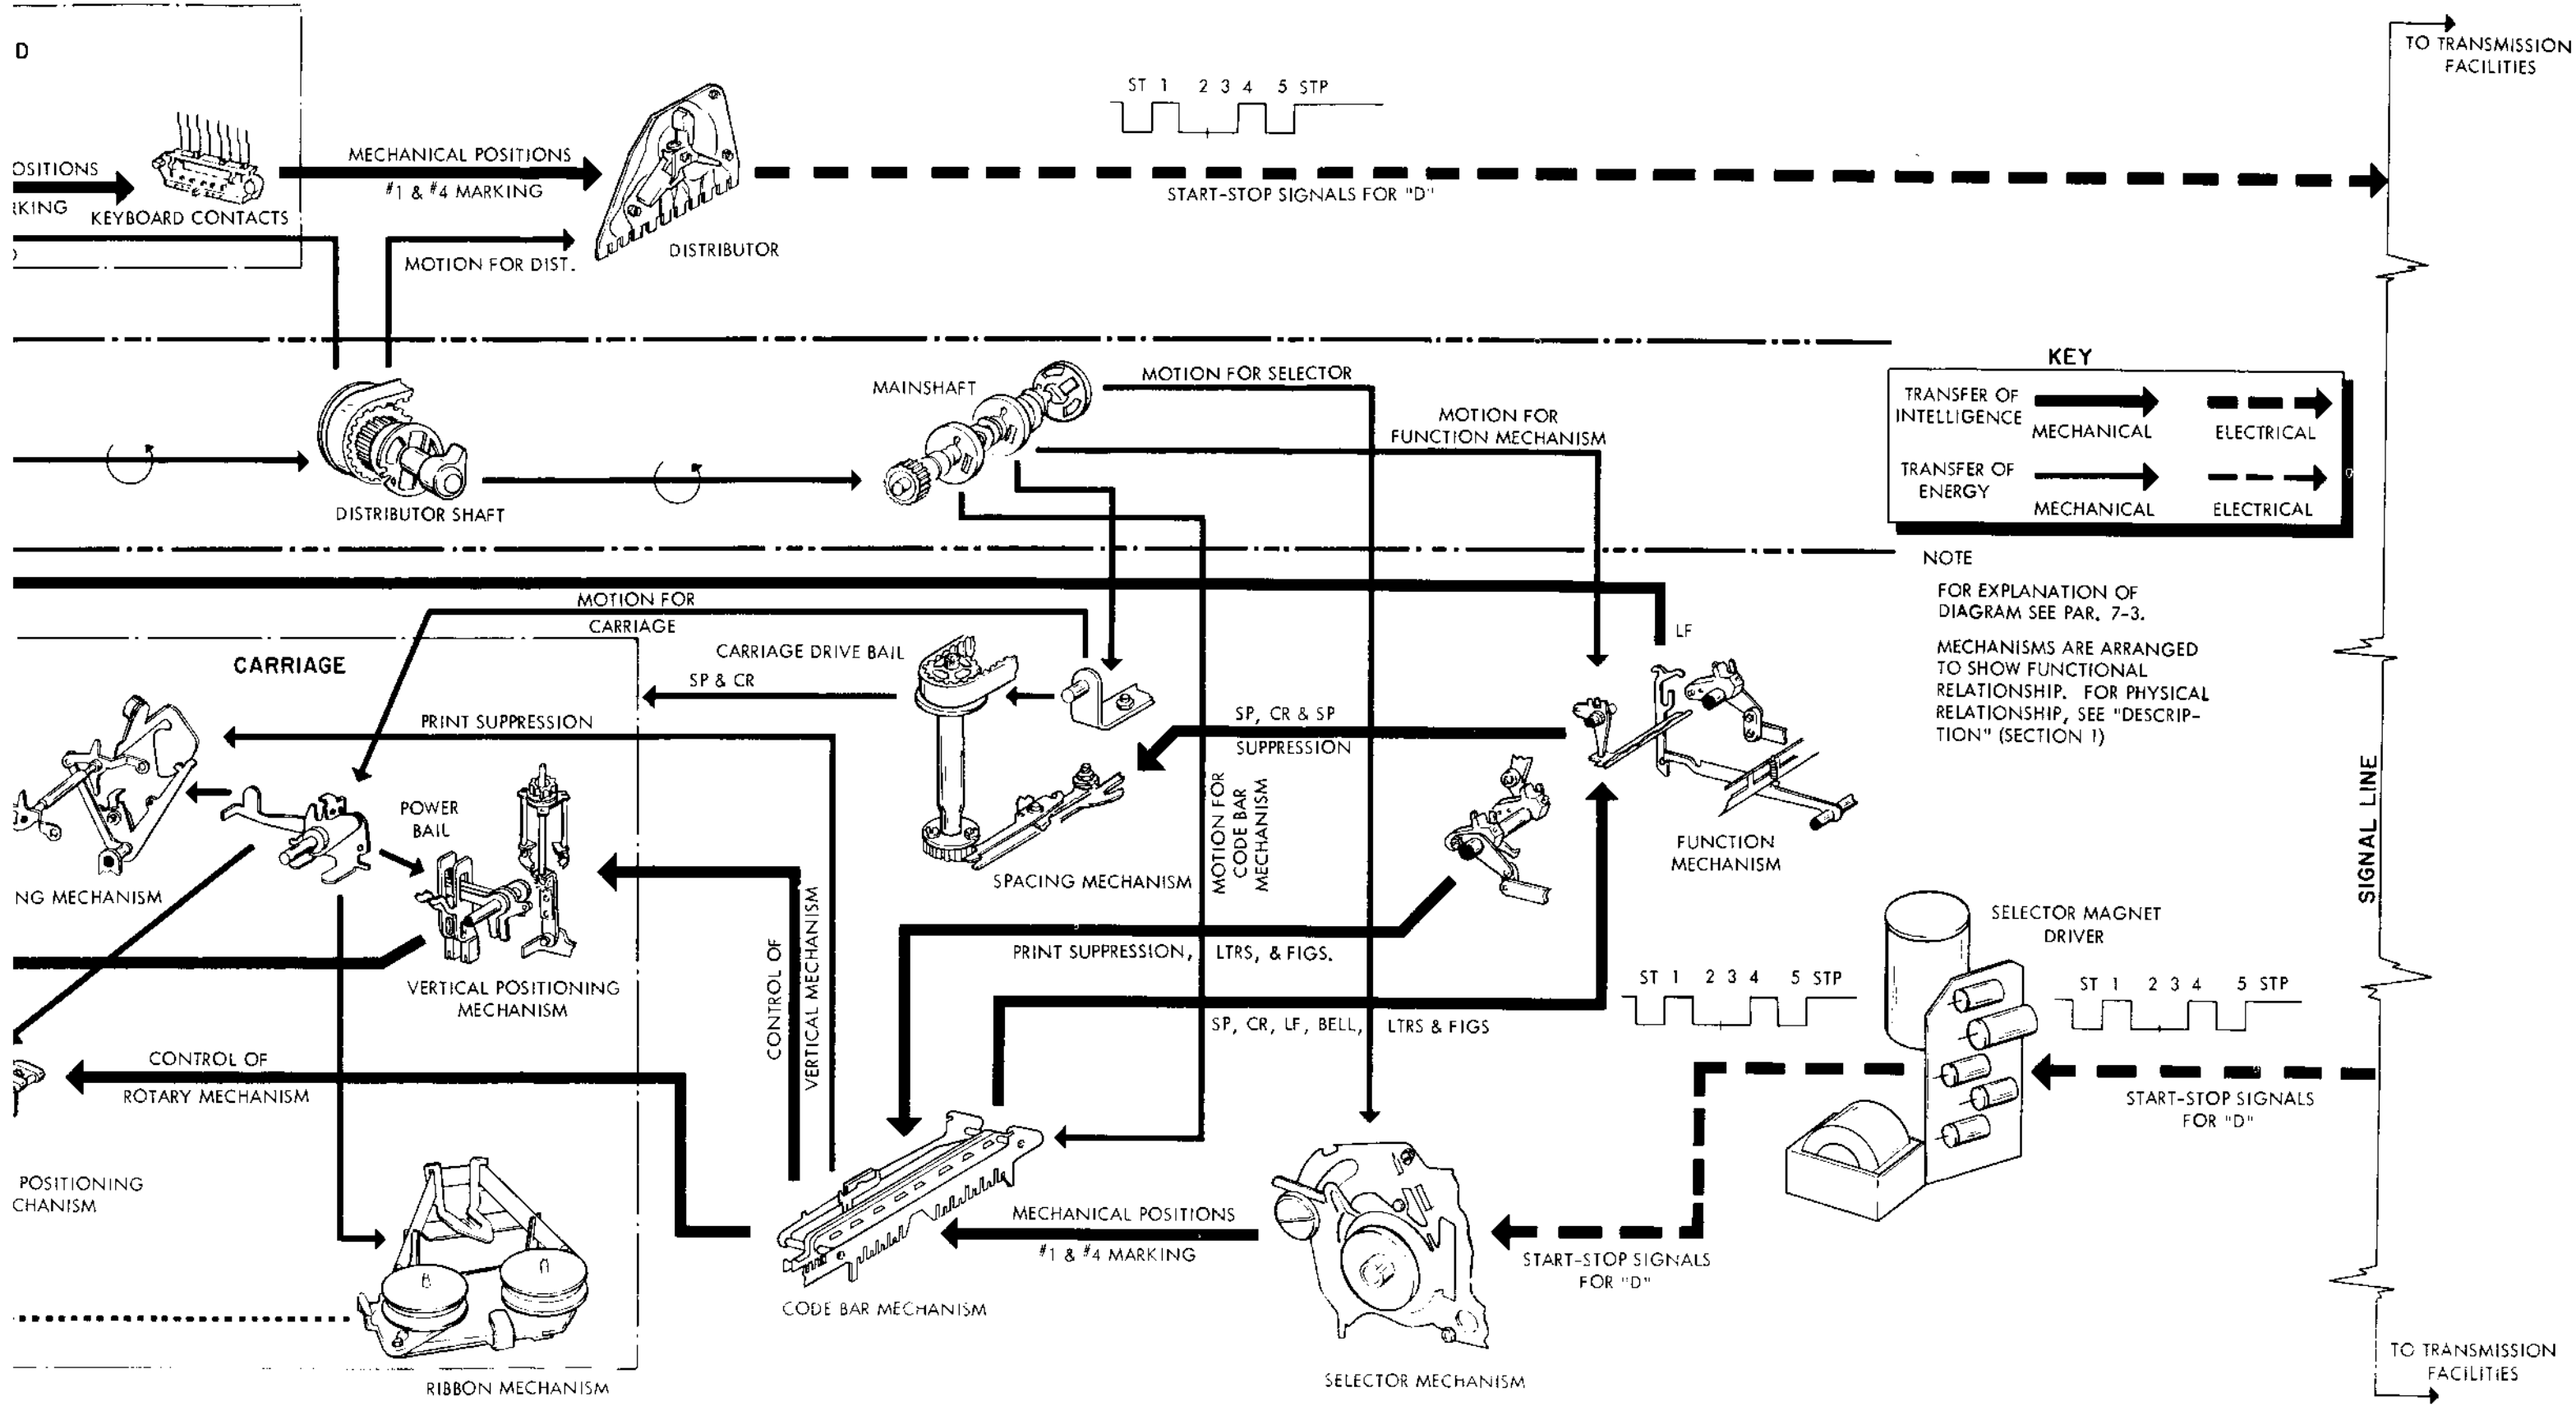 D
TO TRANSMISSION
FACILITIES
ST 1 2 3 4 5 STP
OSITIONS
RKING
KEYBOARD CONTACTS
MECHANICAL POSITIONS
#1 & #4 MARKING
START-STOP SIGNALS FOR "D"
DISTRIBUTOR
MOTION FOR DIST.
MAINSHAFT
MOTION FOR SELECTOR
MOTION FOR
FUNCTION MECHANISM
DISTRIBUTOR SHAFT
KEY
TRANSFER OF
INTELLIGENCE
MECHANICAL
ELECTRICAL
TRANSFER OF
ENERGY
MECHANICAL
ELECTRICAL
NOTE
FOR EXPLANATION OF
DIAGRAM SEE PAR. 7-3.
MECHANISMS ARE ARRANGED
TO SHOW FUNCTIONAL
RELATIONSHIP. FOR PHYSICAL
RELATIONSHIP, SEE "DESCRIP-
TION" (SECTION 1)
MOTION FOR
CARRIAGE
CARRIAGE
CARRIAGE DRIVE BAIL
SP & CR
PRINT SUPPRESSION
LF
SP, CR & SP
SUPPRESSION
POWER
BAIL
MOTION FOR
CODE BAR
MECHANISM
SPACING MECHANISM
FUNCTION
MECHANISM
NG MECHANISM
SIGNAL LINE
SELECTOR MAGNET
DRIVER
PRINT SUPPRESSION, LTRS, & FIGS.
VERTICAL POSITIONING
MECHANISM
CONTROL OF
VERTICAL MECHANISM
ST 1 2 3 4 5 STP
ST 1 2 3 4 5 STP
SP, CR, LF, BELL, LTRS & FIGS
CONTROL OF
ROTARY MECHANISM
START-STOP SIGNALS
FOR "D"
POSITIONING
CHANISM
MECHANICAL POSITIONS
#1 & #4 MARKING
START-STOP SIGNALS
FOR "D"
CODE BAR MECHANISM
RIBBON MECHANISM
SELECTOR MECHANISM
TO TRANSMISSION
FACILITIES